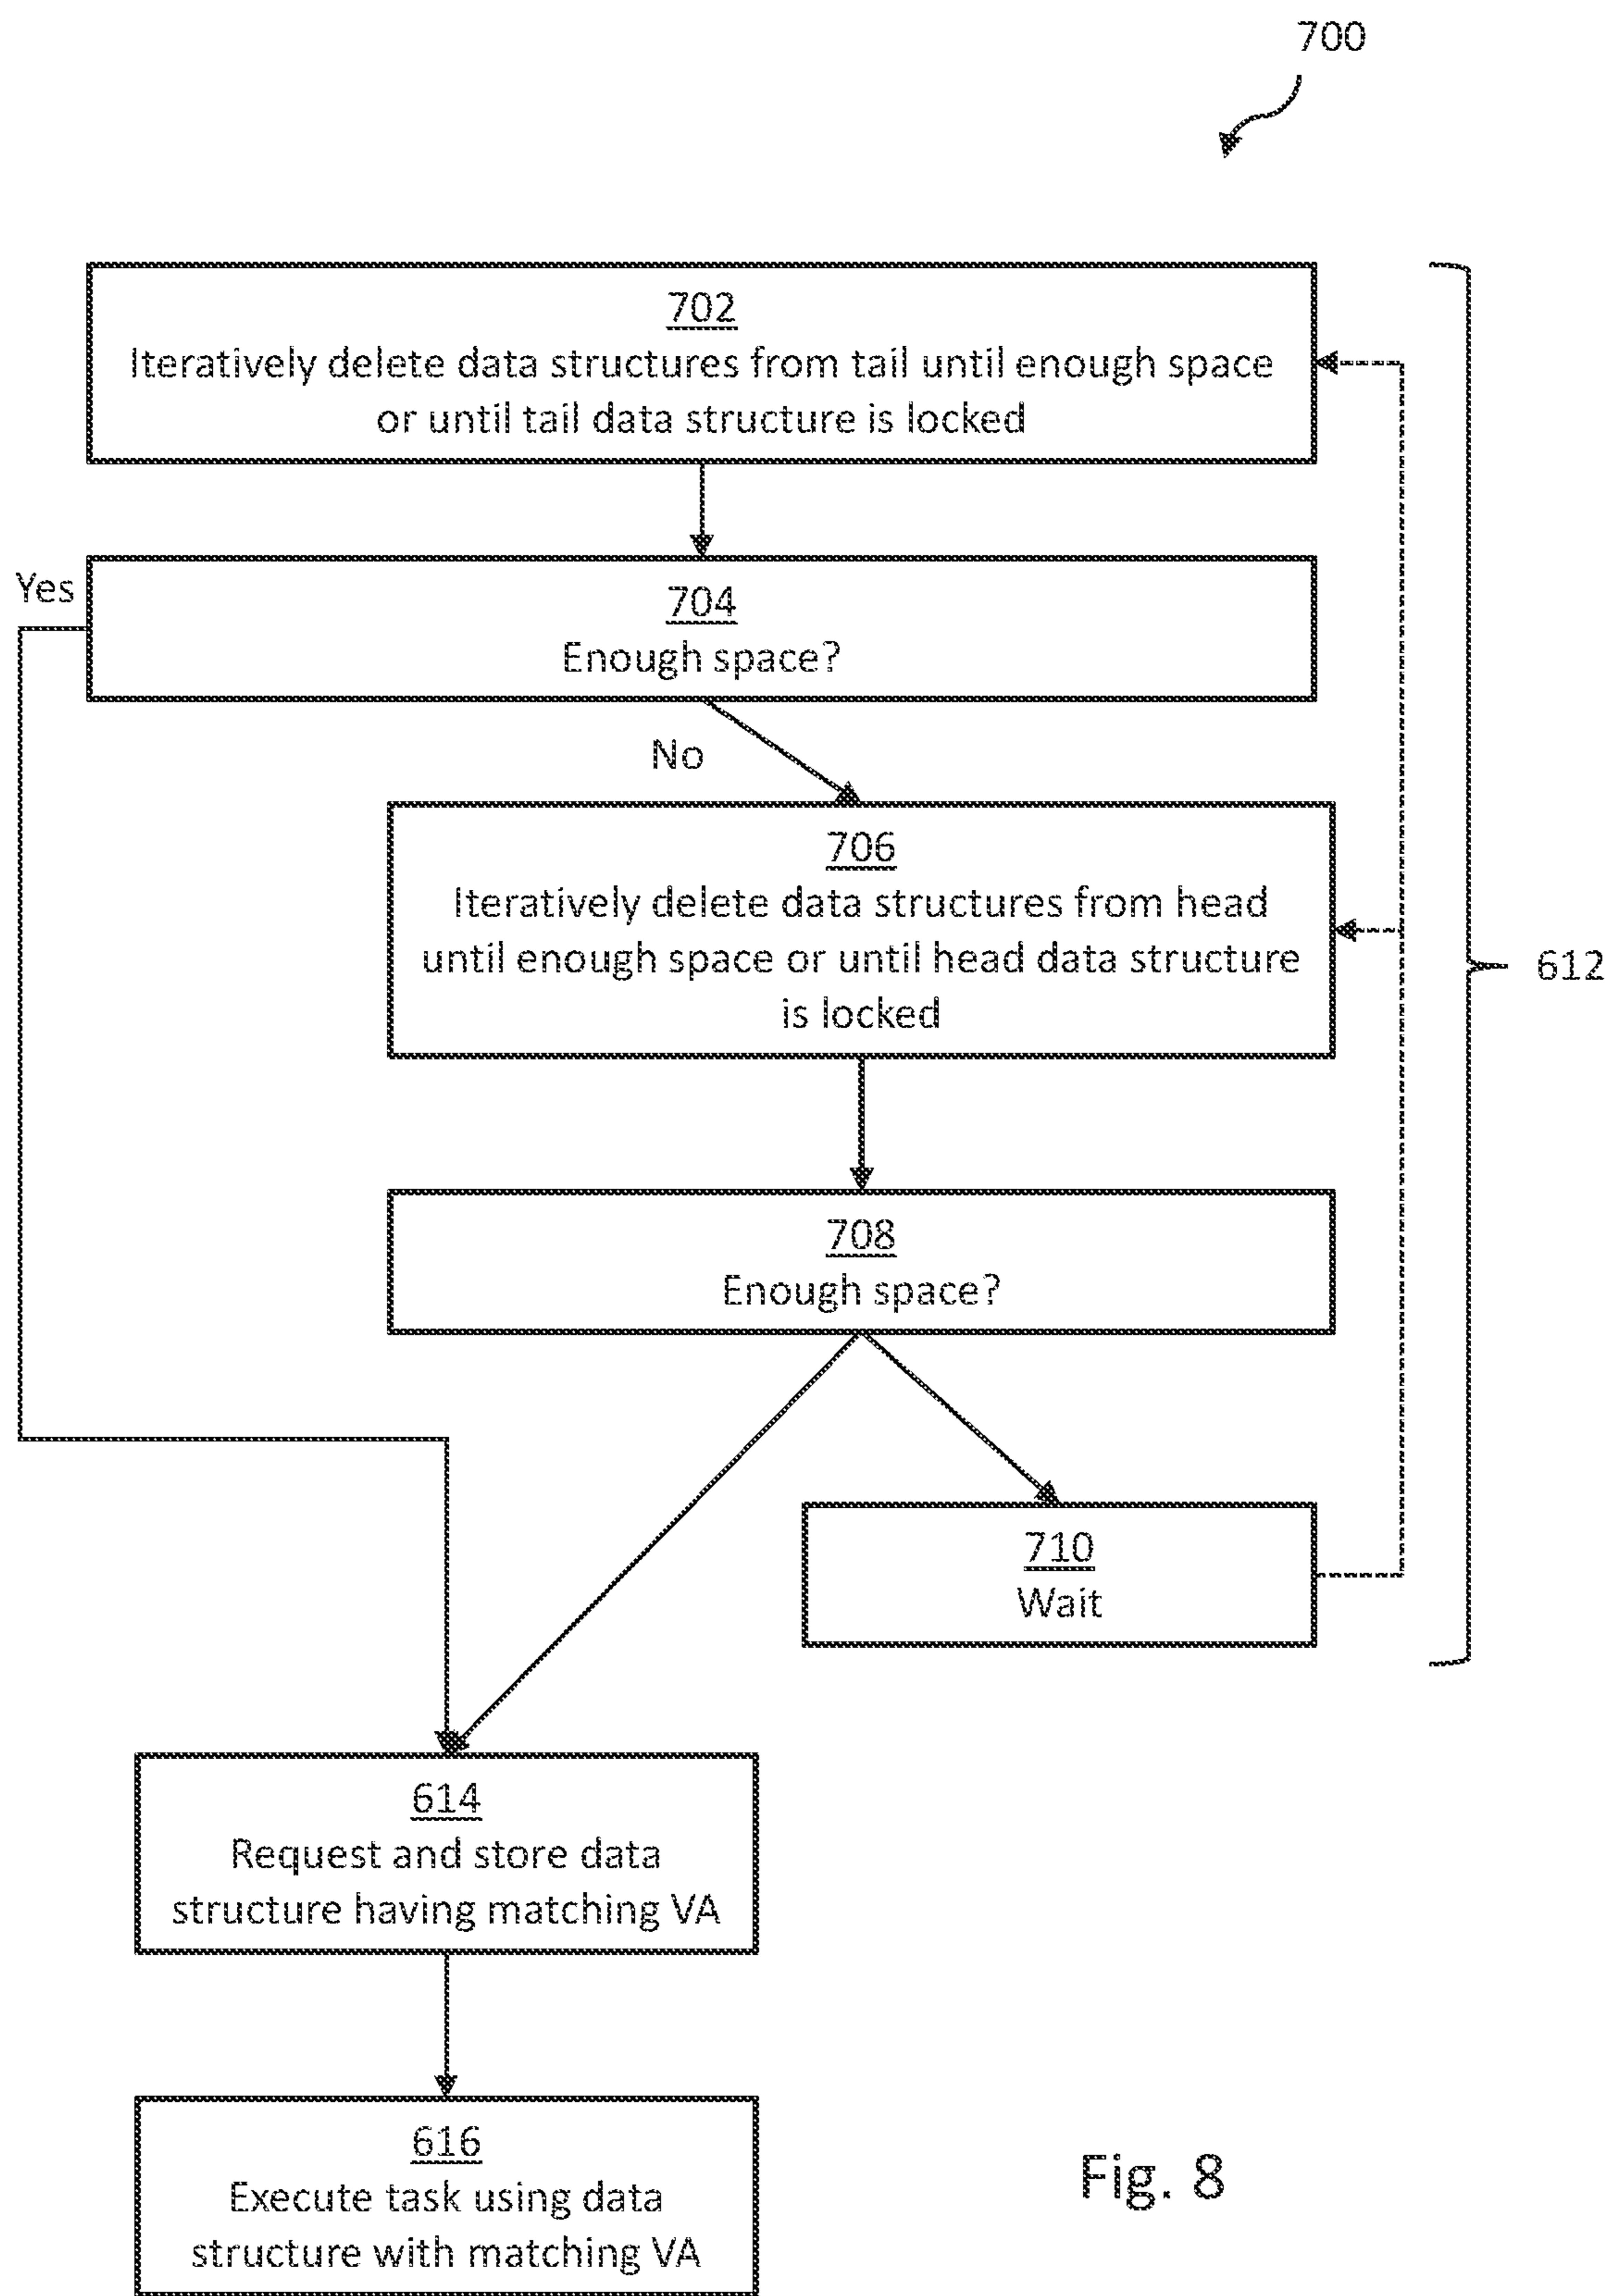 700
702
Iteratively delete data structures from tail until enough space
or until tail data structure is locked
Yes
704
Enough space?
No
706
Iteratively delete data structures from head
until enough space or until head data structure
is locked
612
708
Enough space?
710
Wait
614
Request and store data
structure having matching VA
616
Execute task using data
structure with matching VA
Fig. 8